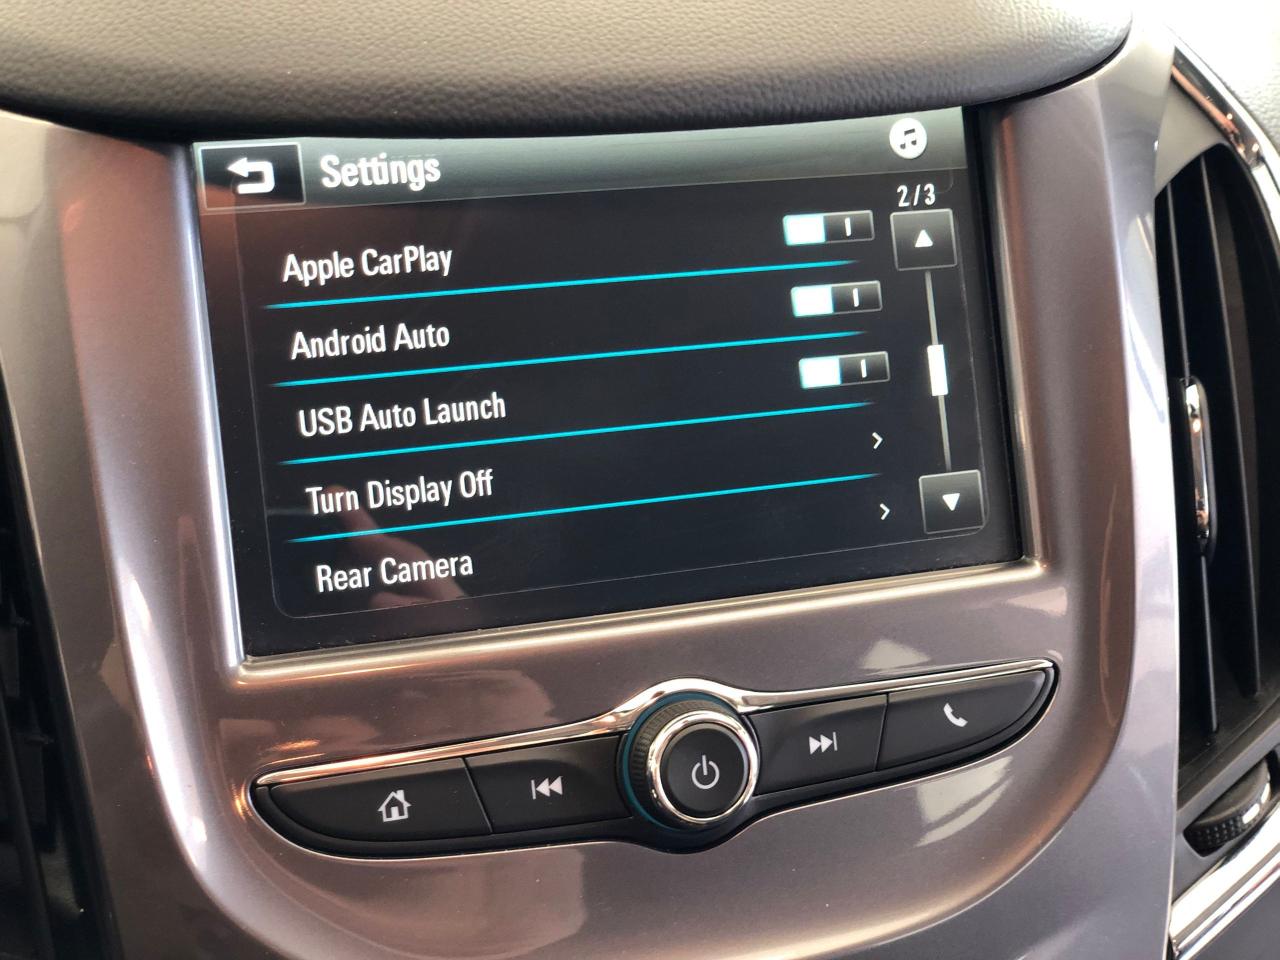 Settings
2/3
Apple CarPlay
Android Auto
USB Auto Launch
Turn Display Off
Rear Camera